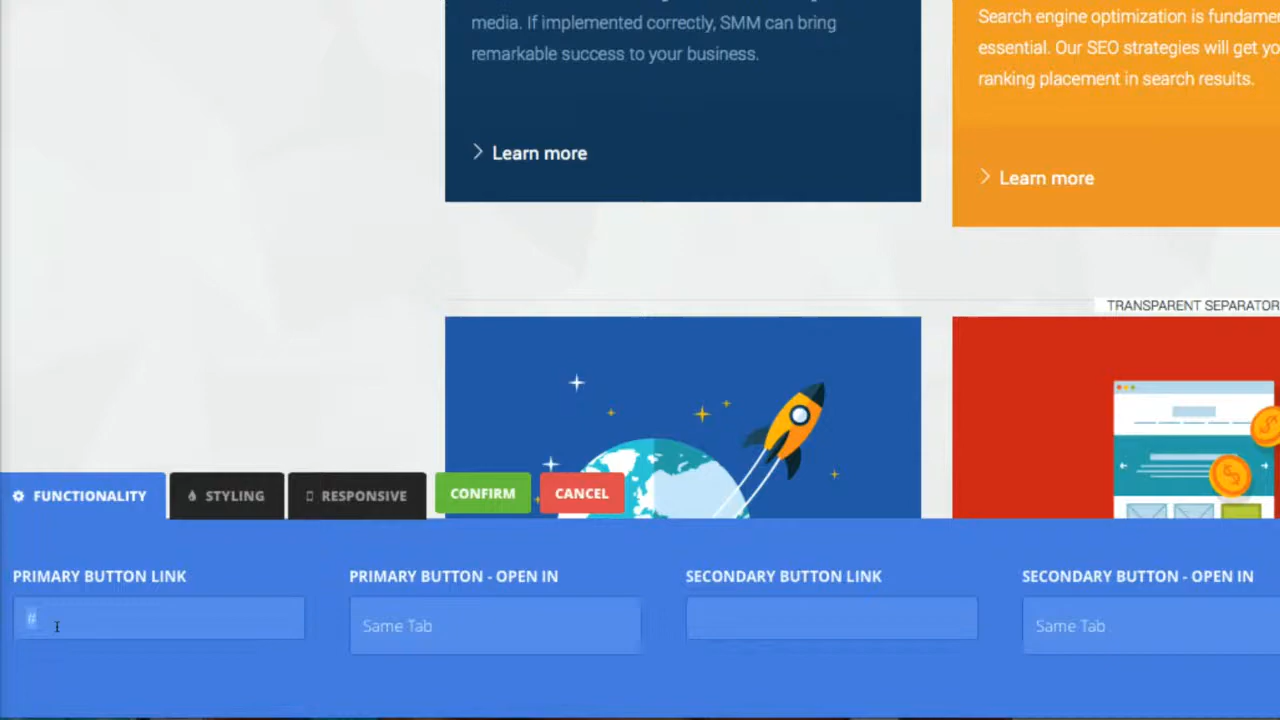 media. If implemented correctly, SMM can bring
remarkable success to your business.
Learn more
Search engine optimization is
essential. Our SEO strategies will get
ranking placement in search results.
Learn more
TRANSPARENT SEPARATOR
FUNCTIONALITY
STYLING
RESPONSIVE
CONFIRM
CANCEL
PRIMARY BUTTON LINK
#
PRIMARY BUTTON - OPEN IN
Same Tab
SECONDARY BUTTON LINK
SECONDARY BUTTON - OPEN IN
Same Tab